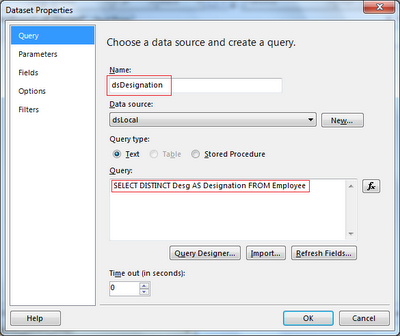 Dataset Properties
Query
Parameters
Fields
Options
Filters
Choose a data source and create a query.
Name:
dsDesignation
Data source:
dsLocal
New...
Query type:
Text
Table
Stored Procedure
Query:
SELECT DISTINCT Desg AS Designation FROM Employee
fx
Query Designer...
Import...
Refresh Fields...
Time out (in seconds):
0
Help
OK
Cancel